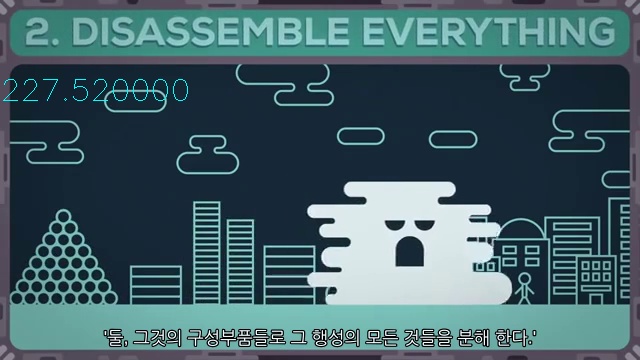 2. DISASSEMBLE EVERYTHING
227.520000
'둘, 그것의 구성부품들로 그 행성의 모든 것들을 분해 한다.'